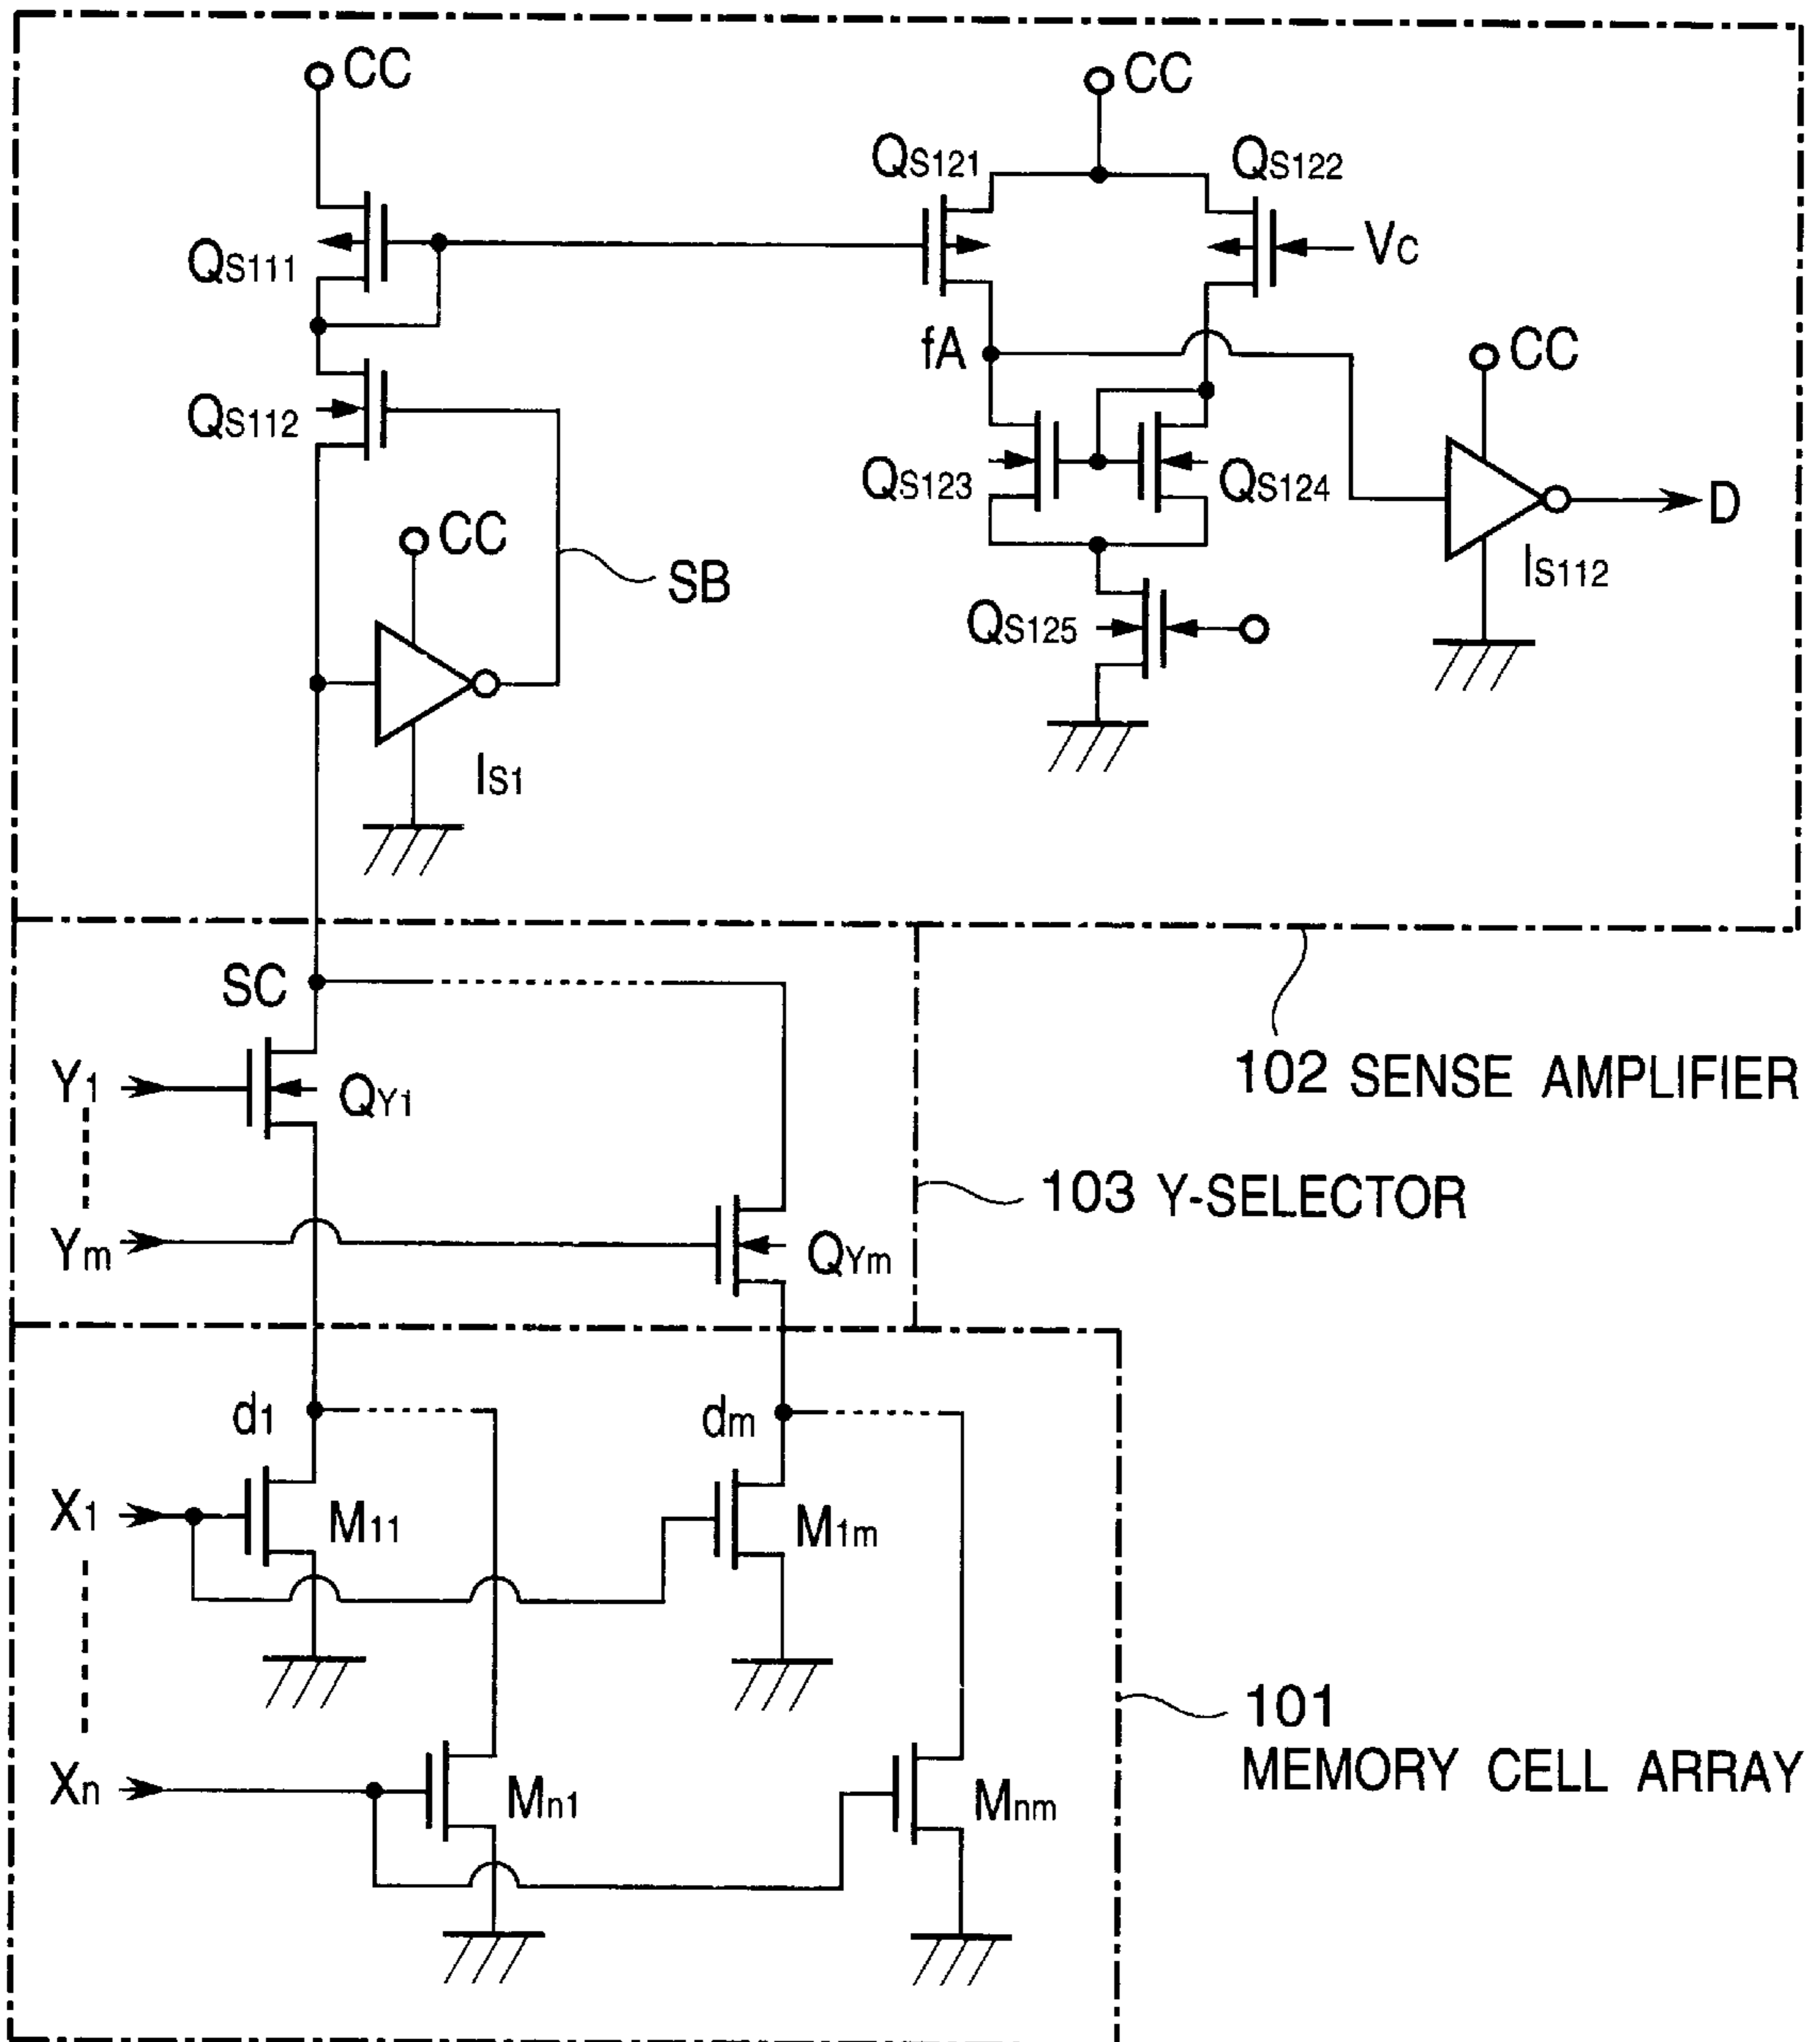 CC
CC
QS121
QS122
QS111
VC
fA
CC
QS112
QS123
QS124
D
CC
SB
IS112
QS125
IS1
SC
102 SENSE AMPLIFIER
Y1
QY1
103 Y-SELECTOR
Ym
QYm
d1
dm
X1
M11
M1m
101
MEMORY CELL ARRAY
Xn
Mn1
Mnm